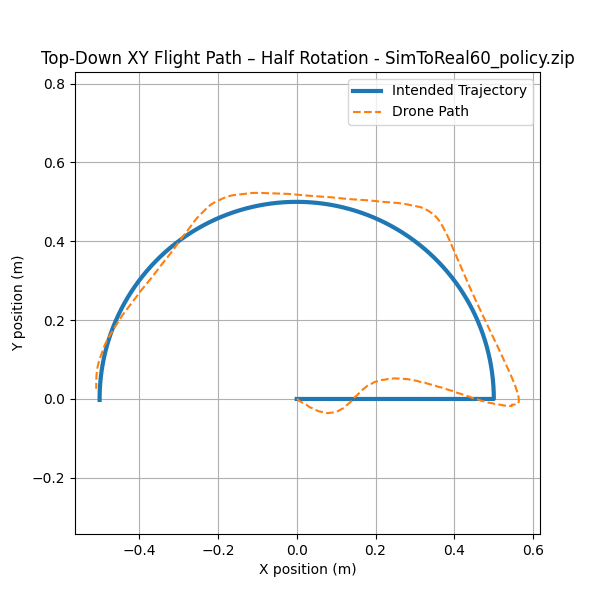 Top-Down XY Flight Path – Half Rotation - SimToReal60_policy.zip
Intended Trajectory
Drone Path
0.8
0.6
0.4
0.2
0.0
−0.2
Y position (m)
−0.4 −0.2 0.0 0.2 0.4 0.6
X position (m)